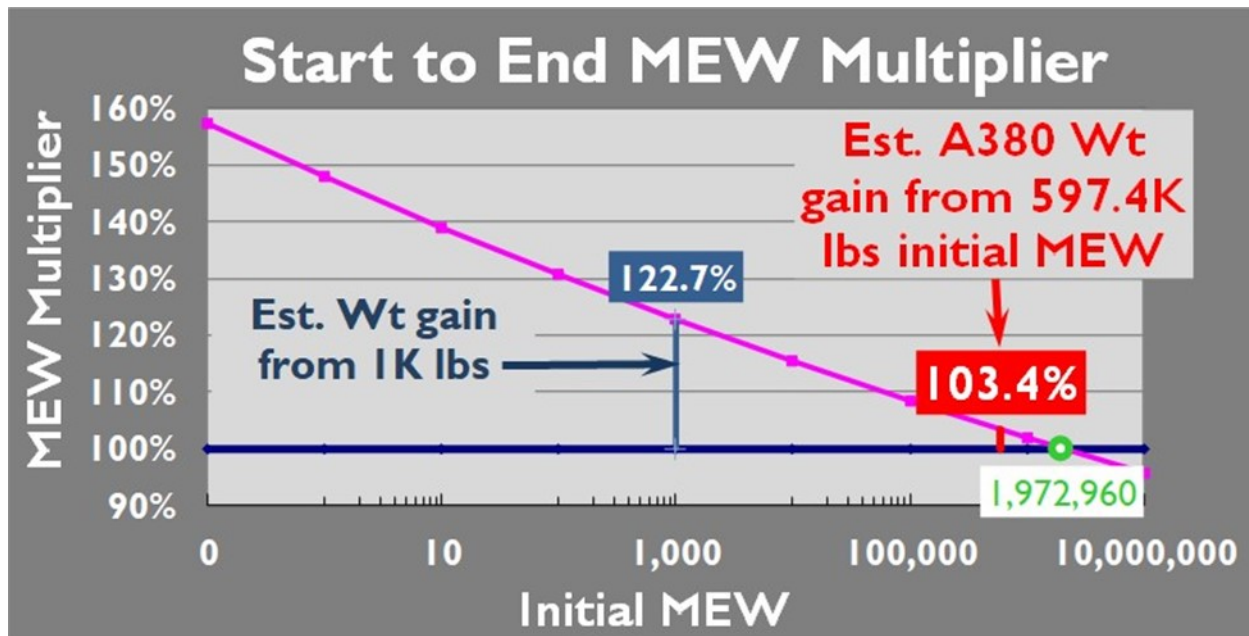 Start to End MEW Multiplier
MEW Multiplier
160%
150%
140%
130%
120%
110%
100%
90%
Est. A380 Wt
gain from 597.4K
lbs initial MEW
122.7%
Est. Wt gain
from 1K lbs
103.4%
1,972,960
0
10
1,000
100,000
10,000,000
Initial MEW